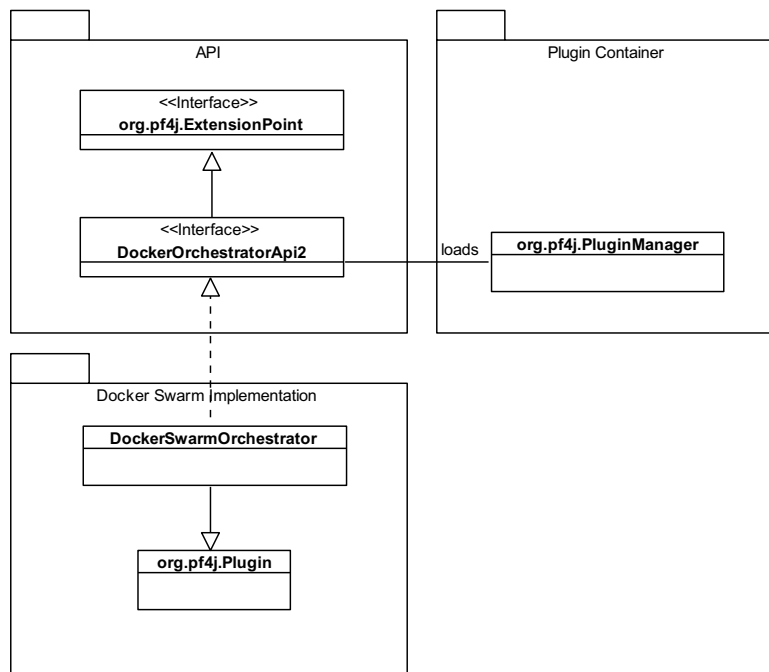 API
<<Interface>>
org.pf4j.ExtensionPoint
<<Interface>>
DockerOrchestratorApi2
Plugin Container
loads
org.pf4j.PluginManager
Docker Swarm Implementation
DockerSwarmOrchestrator
org.pf4j.Plugin